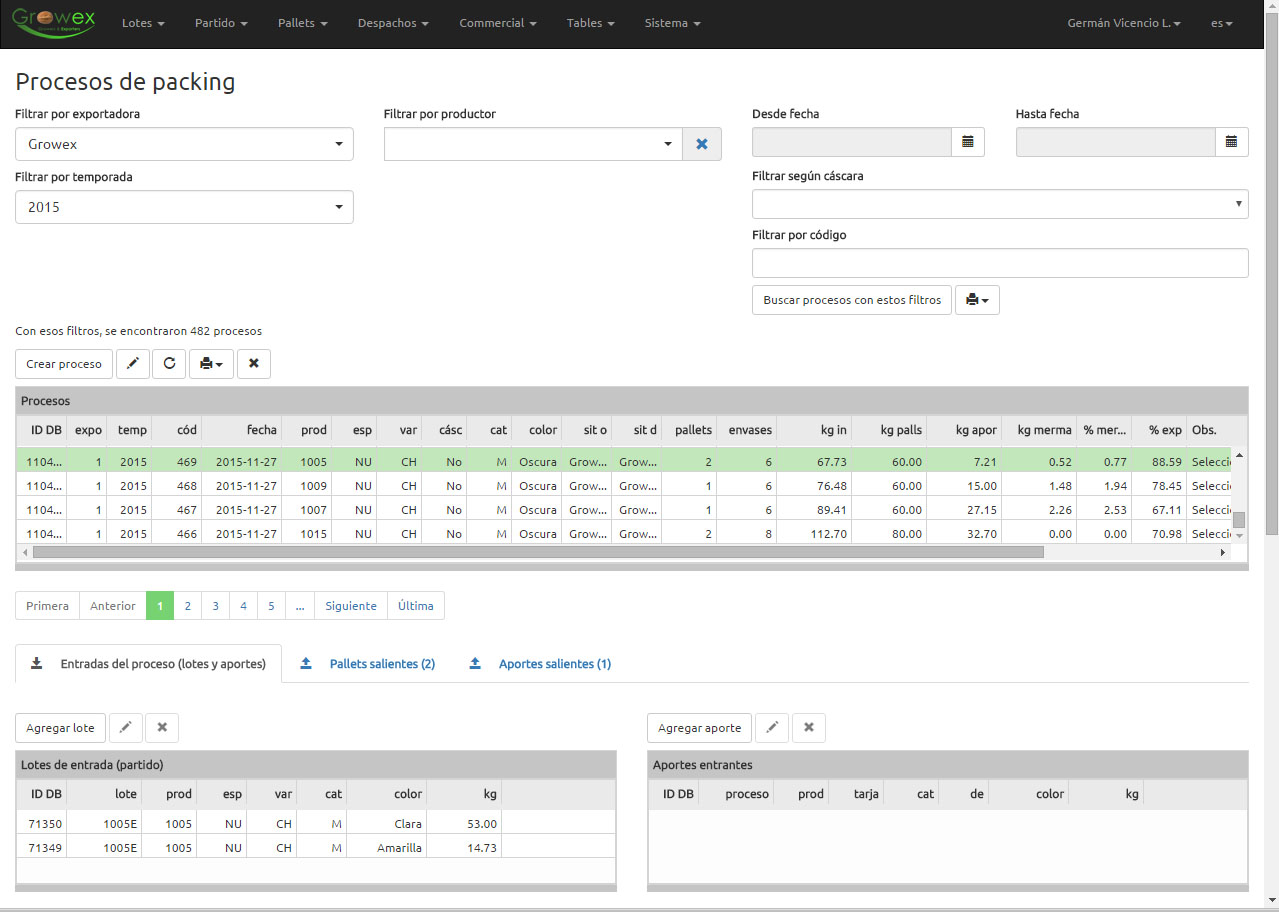 Growex
Lotes Partido Pallets Despachos Commercial Tables Sistema Germán Vicencio L. es
Procesos de packing
Filtrar por exportadora Filtrar por productor Desde fecha Hasta fecha
Growex
Filtrar por temporada Filtrar según cáscara
2015
Filtrar por código
Buscar procesos con estos filtros
Con esos filtros, se encontraron 482 procesos
Crear proceso
Procesos
ID DB expo temp cód fecha prod esp var cásc cat color sit o sit d pallets envases kg in kg palls kg apor kg merma % mer... % exp Obs.
1104... 1 2015 469 2015-11-27 1005 NU CH No M Oscura Grow... Grow... 2 6 67.73 60.00 7.21 0.52 0.77 88.59 Selecci
1104... 1 2015 468 2015-11-27 1009 NU CH No M Oscura Grow... Grow... 1 6 76.48 60.00 15.00 1.48 1.94 78.45 Selecci
1104... 1 2015 467 2015-11-27 1007 NU CH No M Oscura Grow... Grow... 1 6 89.41 60.00 27.15 2.26 2.53 67.11 Selecci
1104... 1 2015 466 2015-11-27 1015 NU CH No M Oscura Grow... Grow... 2 8 112.70 80.00 32.70 0.00 0.00 70.98 Selecci
Primera Anterior 1 2 3 4 5 ... Siguiente Última
Entradas del proceso (lotes y aportes) Pallets salientes (2) Aportes salientes (1)
Agregar lote Agregar aporte
Lotes de entrada (partido) Aportes entrantes
ID DB lote prod esp var cat color kg ID DB proceso prod tarja cat de color kg
71350 1005E 1005 NU CH M Clara 53.00
71349 1005E 1005 NU CH M Amarilla 14.73